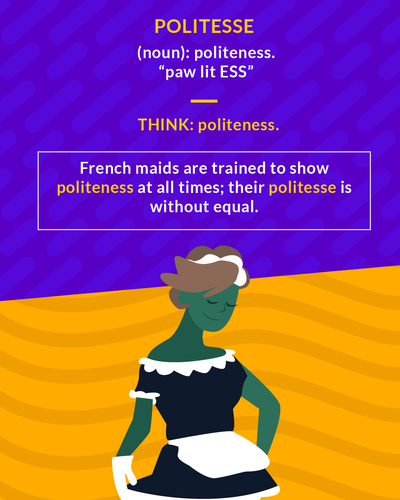 POLITESSE
(noun): politeness.
“paw lit ESS”
THINK: politeness.
French maids are trained to show
politeness at all times; their politesse is
without equal.